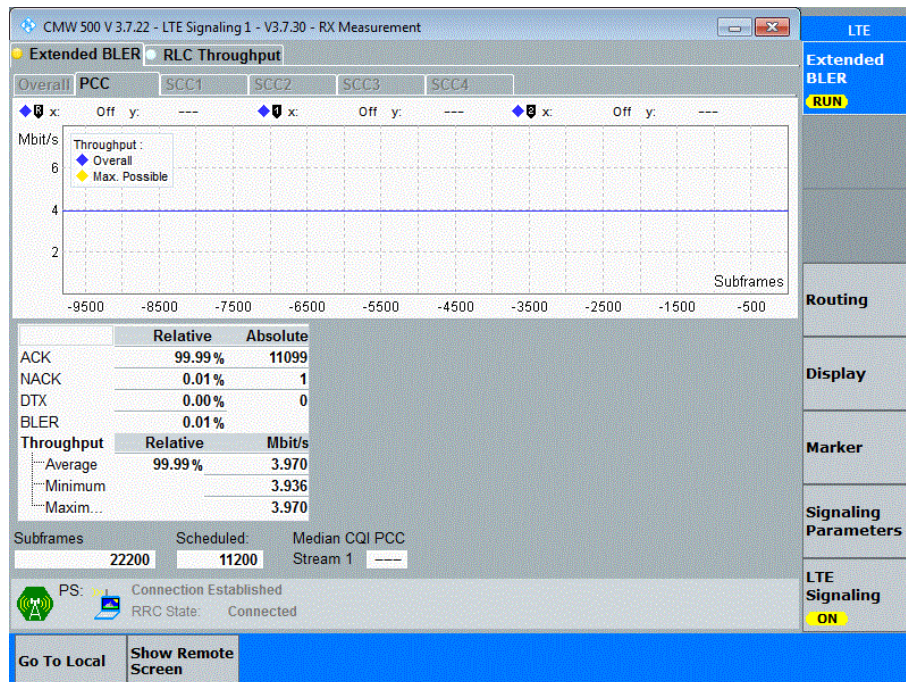 CMW 500 V 3.7.22 - LTE Signaling 1 - V3.7.30 - RX Measurement
LTE
Extended BLER RLC Throughput
Extended
BLER
RUN
Overall PCC SCC1 SCC2 SCC3 SCC4
R x: Off y: --- 1 x: Off y: --- 2 x: Off y: ---
Mbit/s
Throughput :
Overall
Max. Possible
6
4
2
Subframes
-9500 -8500 -7500 -6500 -5500 -4500 -3500 -2500 -1500 -500
Routing
Relative Absolute
ACK 99.99 % 11099
NACK 0.01 % 1
DTX 0.00 % 0
BLER 0.01 %
Display
Throughput Relative Mbit/s
Average 99.99 % 3.970
Minimum 3.936
Maxim... 3.970
Marker
Signaling
Parameters
Subframes Scheduled: Median CQI PCC
22200 11200 Stream 1 ---
PS: Connection Established
RRC State: Connected
LTE
Signaling
ON
Go To Local
Show Remote
Screen